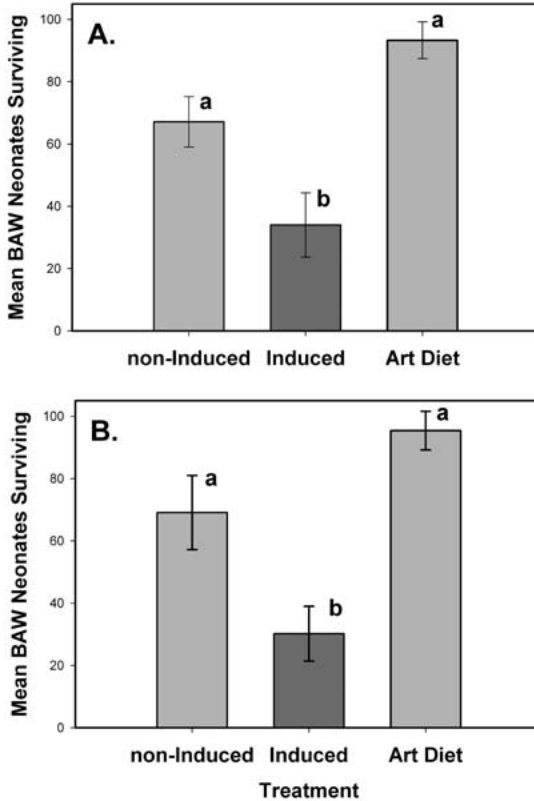 A.
Mean BAW Neonates Surviving
100
80
60
40
20
0
a
b
a
non-Induced Induced Art Diet
B.
Mean BAW Neonates Surviving
100
80
60
40
20
0
a
b
a
non-Induced Induced Art Diet
Treatment